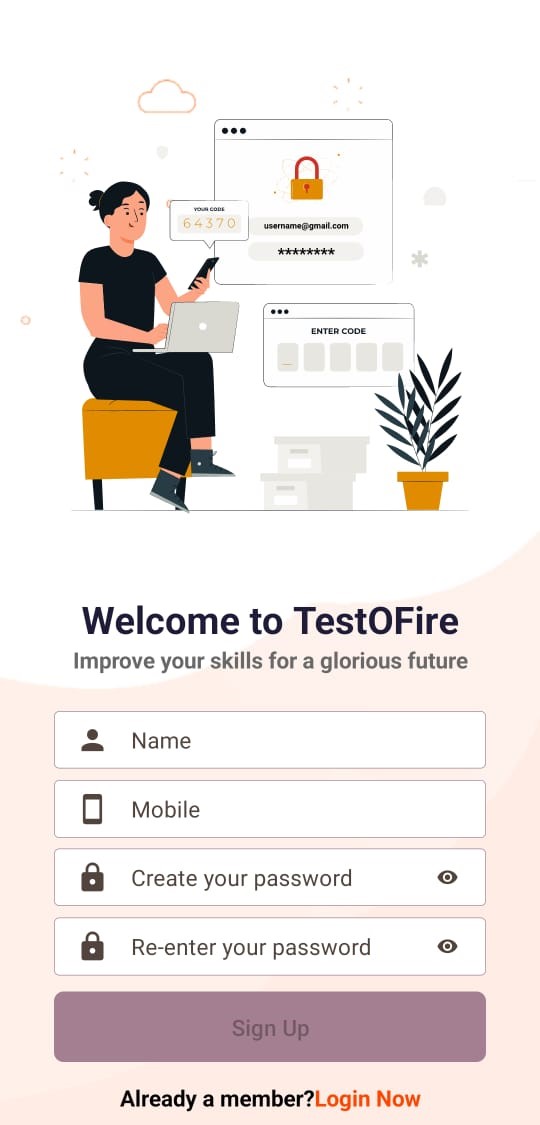 YOUR CODE
64370
username@gmail.com
********
ENTER CODE
Welcome to TestOFire
Improve your skills for a glorious future
Name
Mobile
Create your password
Re-enter your password
Sign Up
Already a member?Login Now